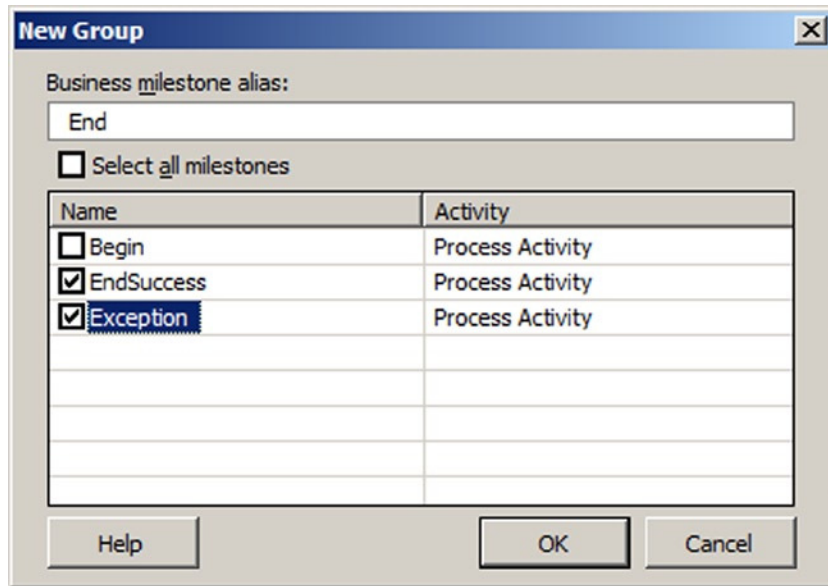 New Group
Business milestone alias:
End
Select all milestones
Name Activity
Begin Process Activity
EndSuccess Process Activity
Exception Process Activity
Help OK Cancel